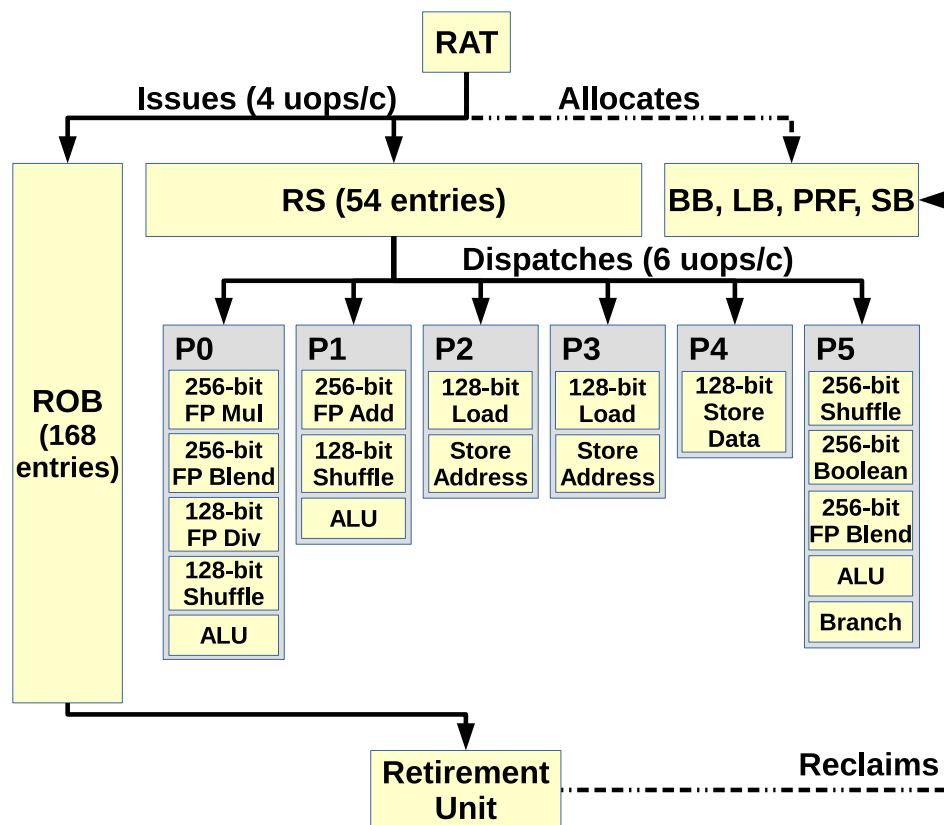 RAT
Issues (4 uops/c)
Allocates
RS (54 entries)
BB, LB, PRF, SB
Dispatches (6 uops/c)
ROB
(168
entries)
P0
256-bit
FP Mul
256-bit
FP Blend
128-bit
FP Div
128-bit
Shuffle
ALU
P1
256-bit
FP Add
128-bit
Shuffle
ALU
P2
128-bit
Load
Store
Address
P3
128-bit
Load
Store
Address
P4
128-bit
Store
Data
P5
256-bit
Shuffle
256-bit
Boolean
256-bit
FP Blend
ALU
Branch
Retirement
Unit
Reclaims